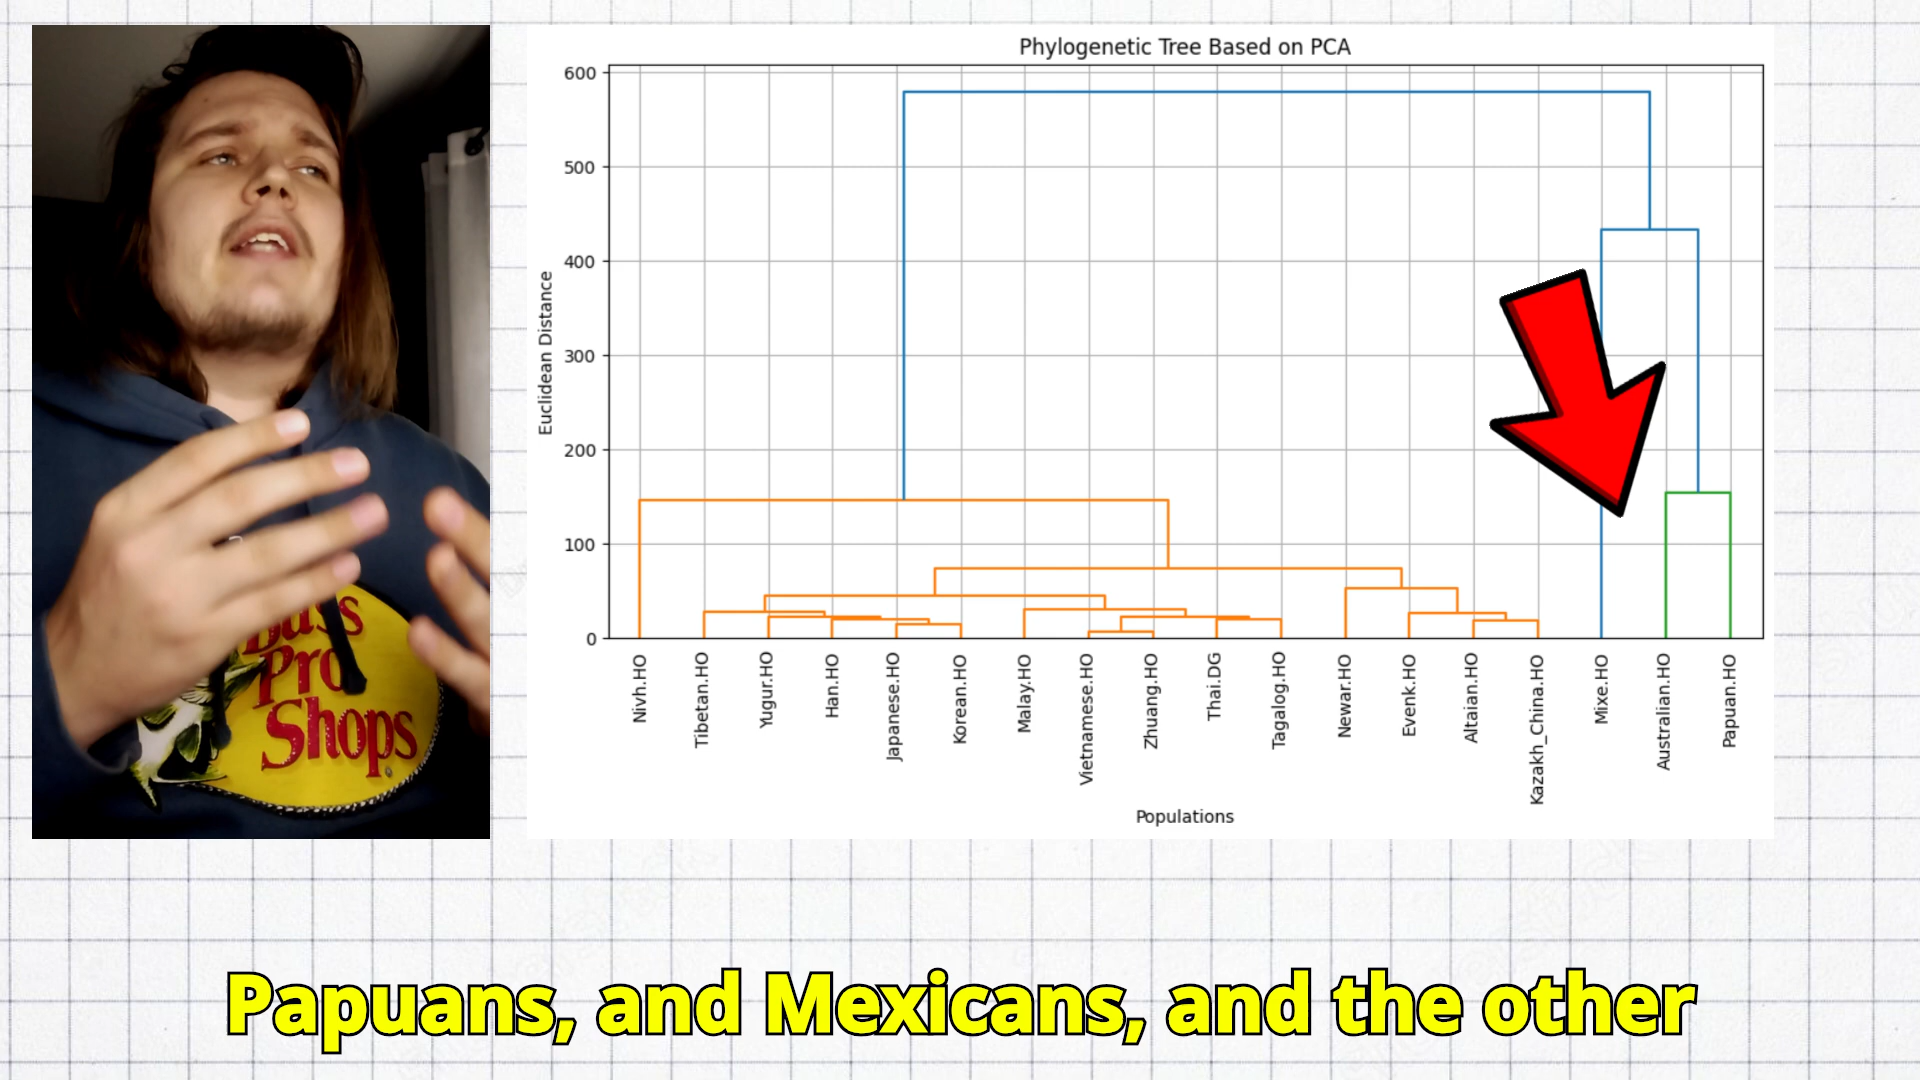 Phylogenetic Tree Based on PCA
600
500
400
300
200
100
0
Euclidean Distance
Nivh.HO
Tibetan.HO
Yugur.HO
Han.HO
Japanese.HO
Korean.HO
Malay.HO
Vietnamese.HO
Zhuang.HO
Thai.DG
Tagalog.HO
Newar.HO
Evenk.HO
Altaian.HO
Kazakh_China.HO
Mixe.HO
Australian.HO
Papuan.HO
Populations
Bass
Pro
Shops
Papuans, and Mexicans, and the other